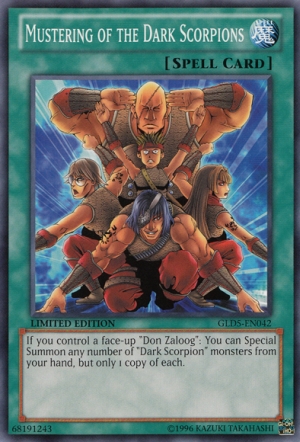 MUSTERING OF THE DARK SCORPIONS
魔
[SPELL CARD]
LIMITED EDITION
GLD5-EN042
If you control a face-up "Don Zaloog": You can Special
Summon any number of "Dark Scorpion" monsters from
your hand, but only 1 copy of each.
68191243
©1996 KAZUKI TAKAHASHI